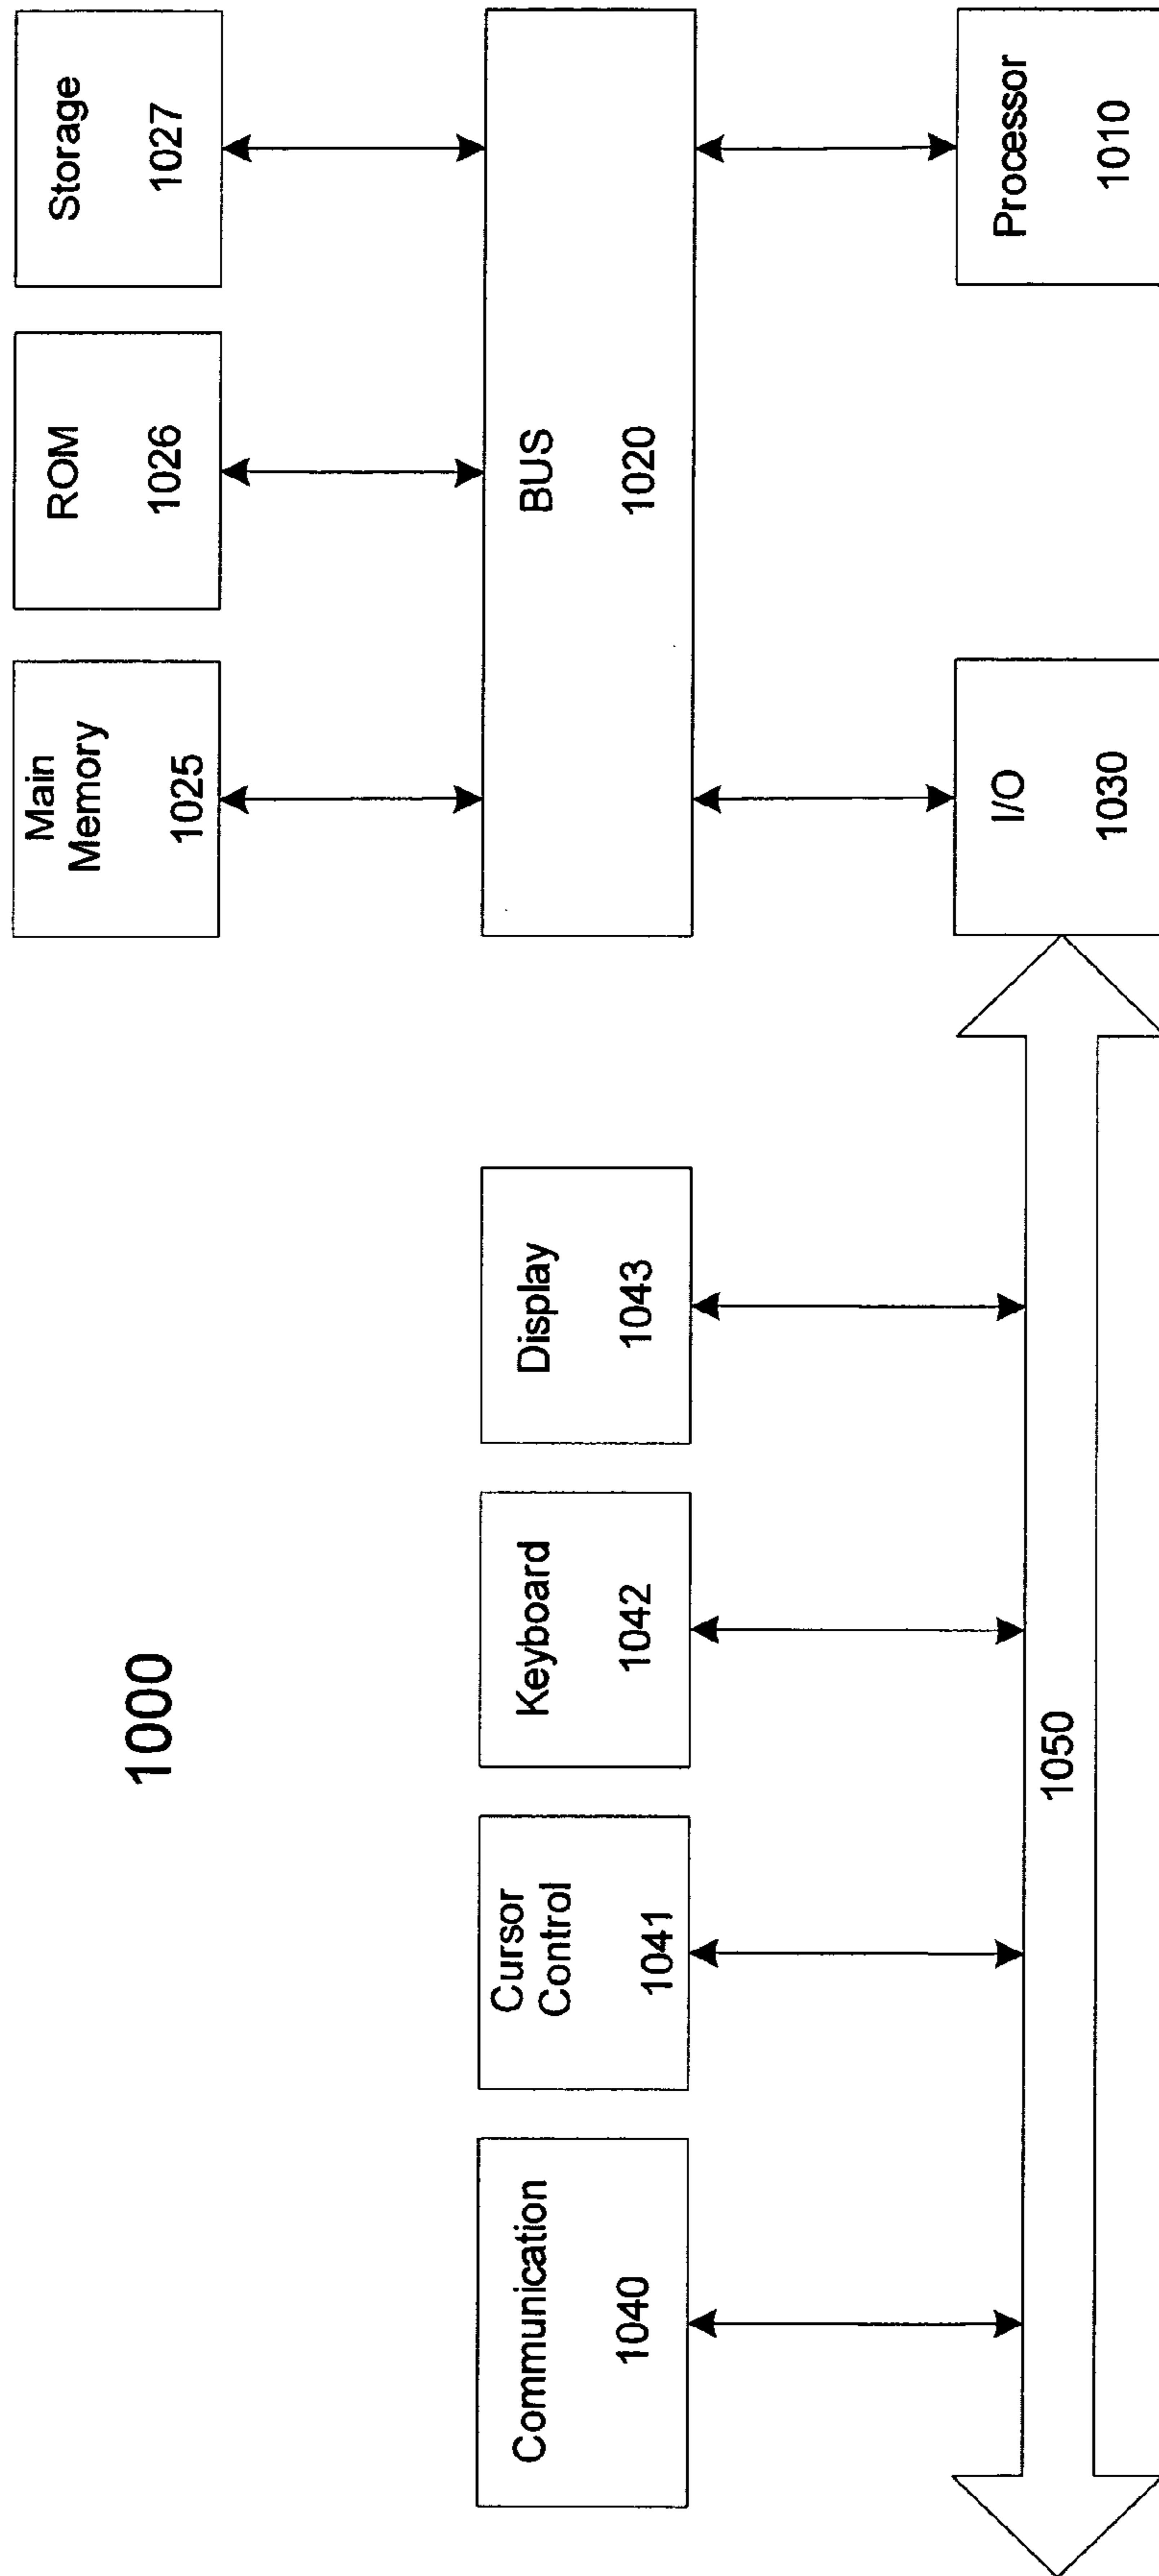 1000
Main
Memory
1025
ROM
1026
Storage
1027
Communication
1040
Cursor
Control
1041
Keyboard
1042
Display
1043
BUS
1020
1050
I/O
1030
Processor
1010